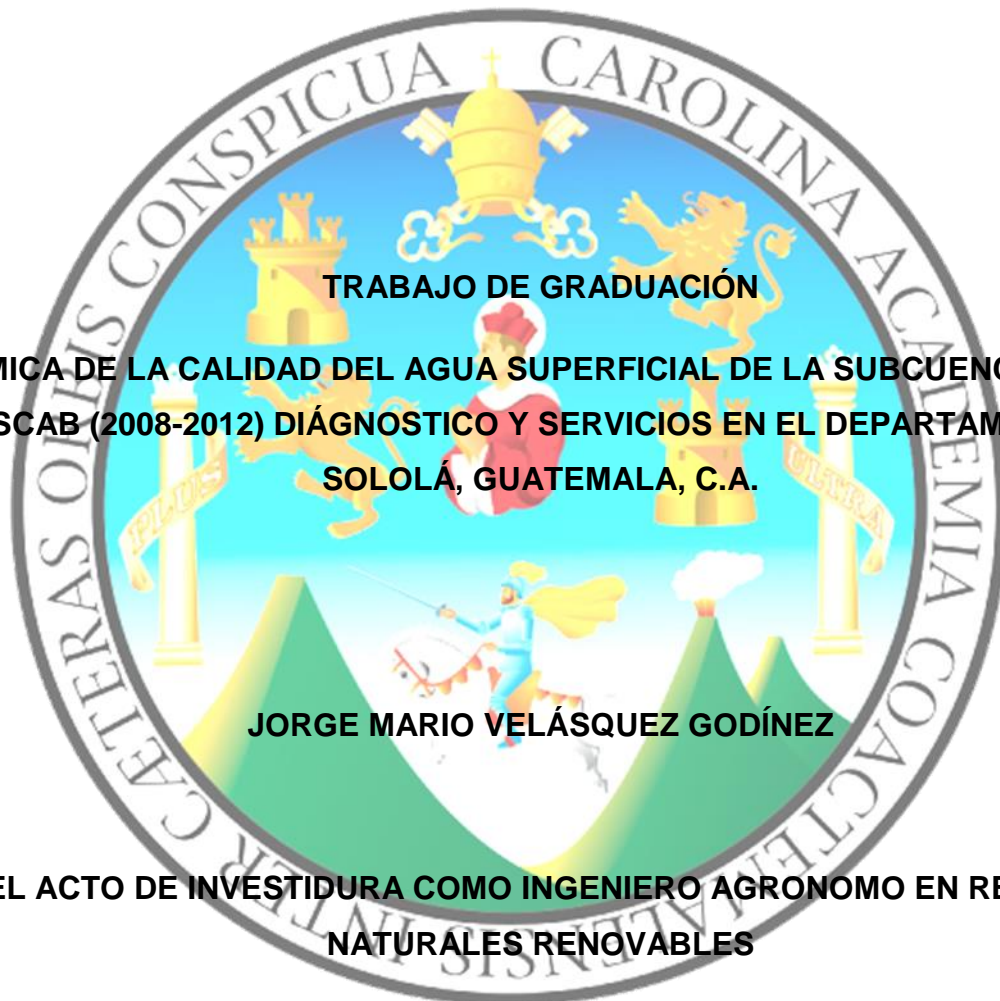 CAROLINA ACADEMIA COACTEMALENSIS INTER CÆTERAS ORBIS CONSPICUA
TRABAJO DE GRADUACIÓN
MICA DE LA CALIDAD DEL AGUA SUPERFICIAL DE LA SUBCUENC
SCAB (2008-2012) DIÁGNOSTICO Y SERVICIOS EN EL DEPARTAM
SOLOLÁ, GUATEMALA, C.A.
PLUS
ULTRA
JORGE MARIO VELÁSQUEZ GODÍNEZ
EL ACTO DE INVESTIDURA COMO INGENIERO AGRONOMO EN RE
NATURALES RENOVABLES